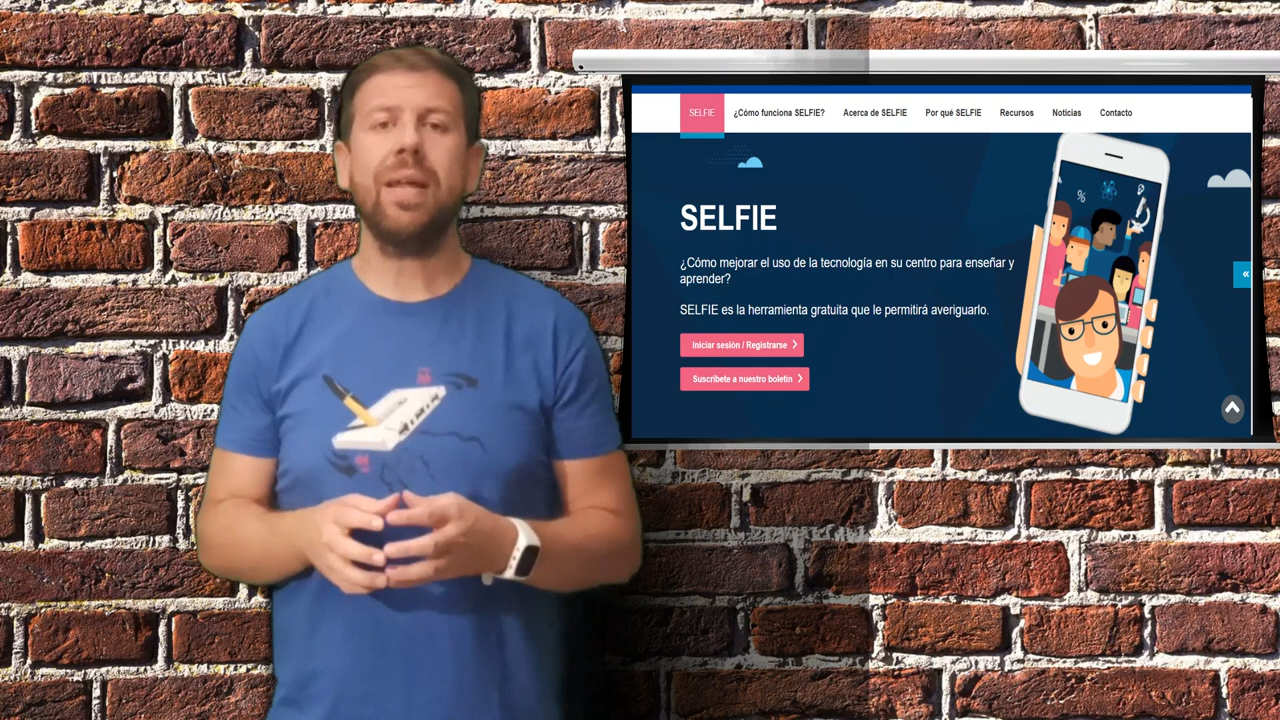 SELFIE
¿Cómo funciona SELFIE?
Acerca de SELFIE
Por qué SELFIE
Recursos
Noticias
Contacto
SELFIE
¿Cómo mejorar el uso de la tecnología en su centro para enseñar y
aprender?
SELFIE es la herramienta gratuita que le permitirá averiguarlo.
Iniciar sesión / Registrarse
Suscríbete a nuestro boletín
%
«